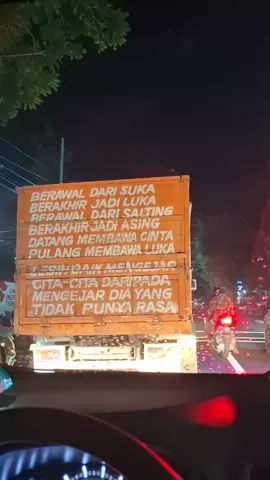 BERAWAL DARI SUKA
BERAKHIR JADI LUKA
BERAWAL DARI SALTING
BERAKHIR JADI ASING
DATANG MEMBAWA CINTA
PULANG MEMBAWA LUKA
LEBIH BAIK MENGEJAR
CITA-CITA DARIPADA
MENGEJAR DIA YANG
TIDAK PUNYA RASA